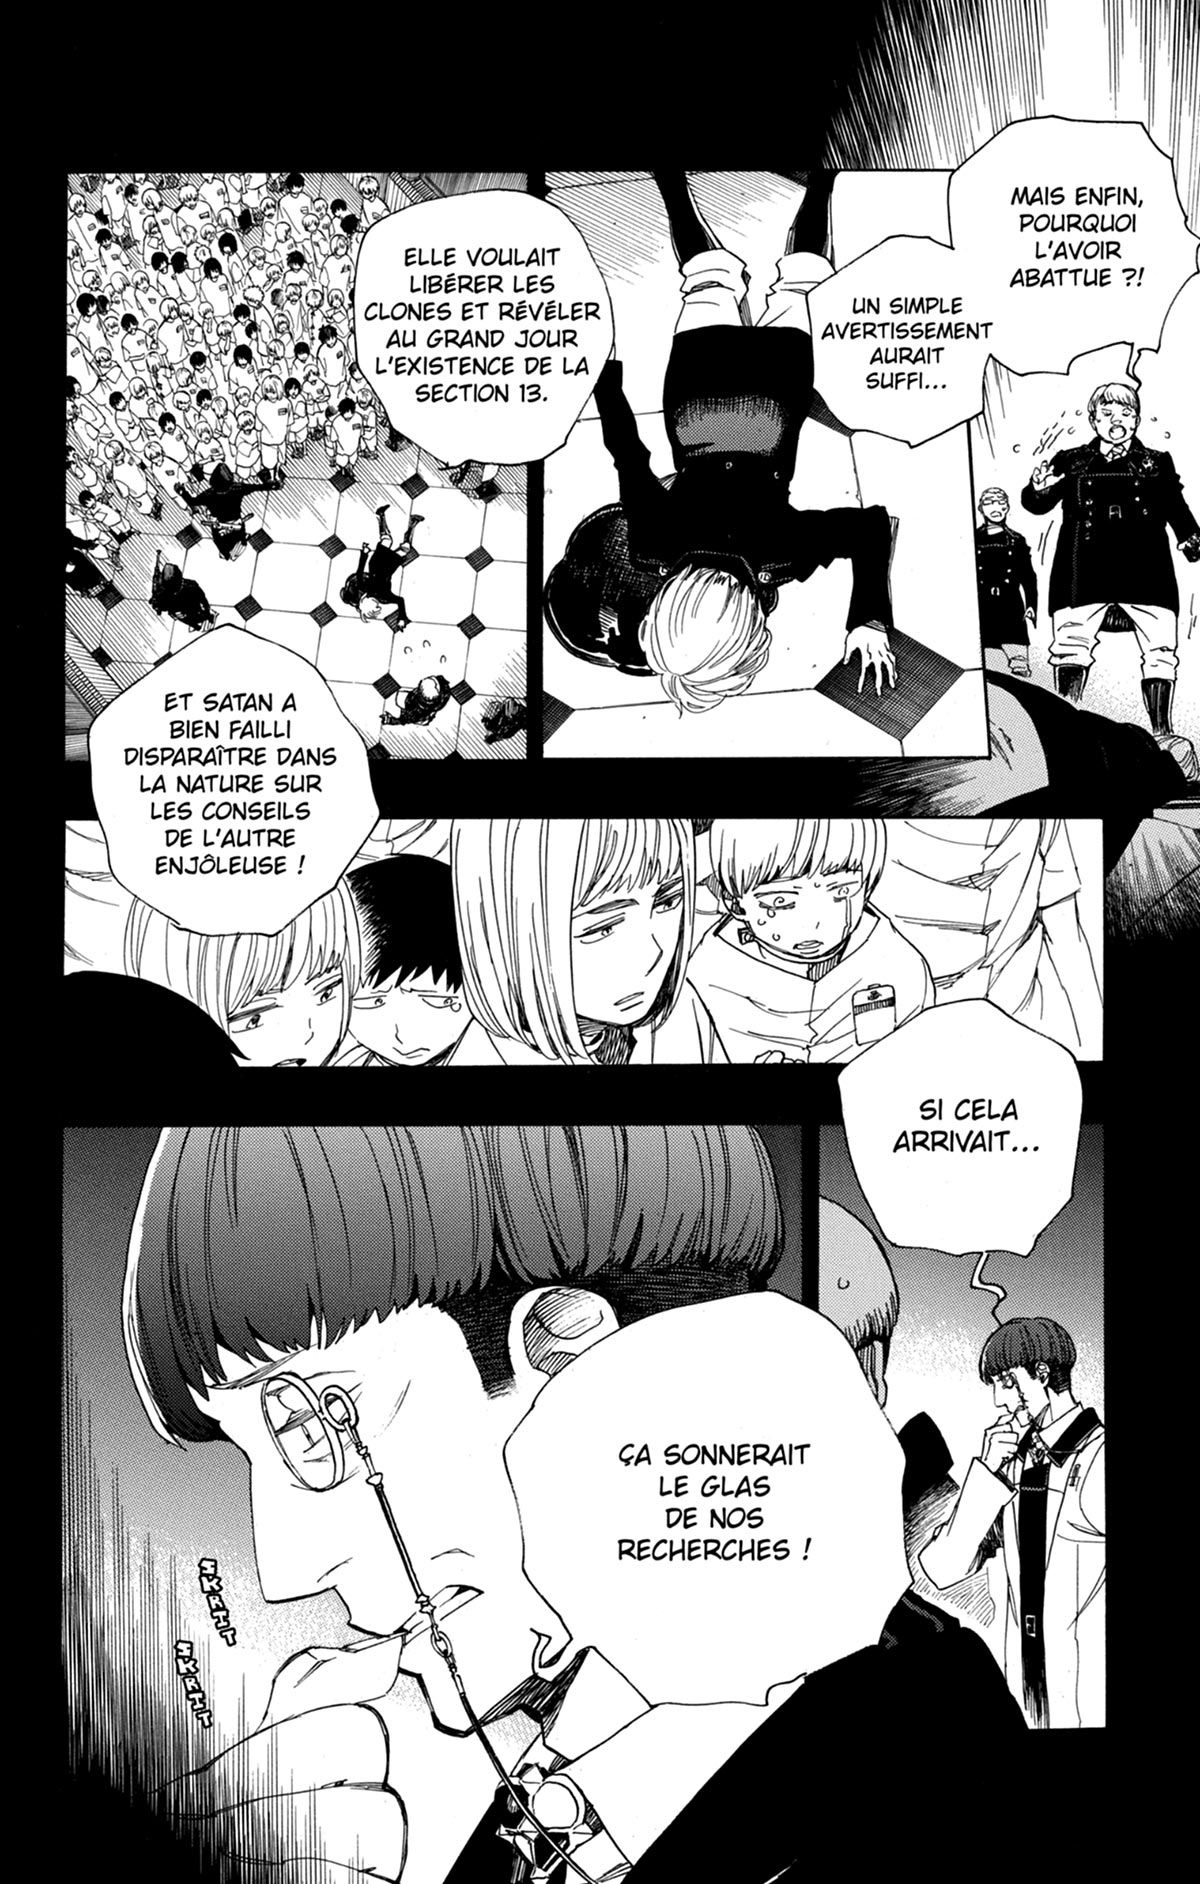 MAIS ENFIN,
POURQUOI
L'AVOIR
ABATTUE ?!
UN SIMPLE
AVERTISSEMENT
AURAIT
SUFFI...
ELLE VOULAIT
LIBÉRER LES
CLONES ET RÉVÉLER
AU GRAND JOUR
L'EXISTENCE DE LA
SECTION 13.
ET SATAN A
BIEN FAILLI
DISPARAÎTRE DANS
LA NATURE SUR
LES CONSEILS
DE L'AUTRE
ENJÔLEUSE !
SI CELA
ARRIVAIT...
ÇA SONNERAIT
LE GLAS
DE NOS
RECHERCHES !
SKRIT
SKRIT